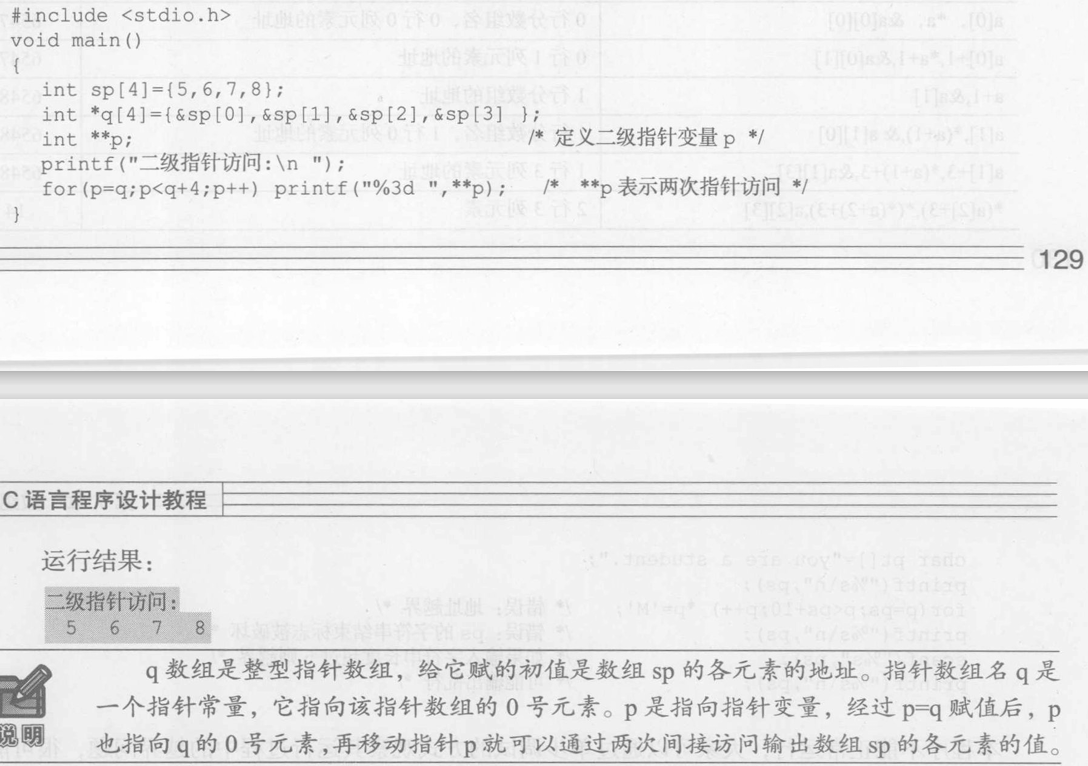 #include <stdio.h>
void main()
{
int sp[4]={5,6,7,8};
int *q[4]={&sp[0],&sp[1],&sp[2],&sp[3] };
int **p; /* 定义二级指针变量 p */
printf("二级指针访问:\n ");
for(p=q;p<q+4;p++) printf("%3d ",**p); /* **p 表示两次指针访问 */
}
129
C 语言程序设计教程
运行结果：
二级指针访问：
5 6 7 8
q 数组是整型指针数组，给它赋的初值是数组 sp 的各元素的地址。指针数组名 q 是
一个指针常量，它指向该指针数组的 0 号元素。p 是指向指针变量，经过 p=q 赋值后，p
说明
也指向 q 的 0 号元素,再移动指针 p 就可以通过两次间接访问输出数组 sp 的各元素的值。